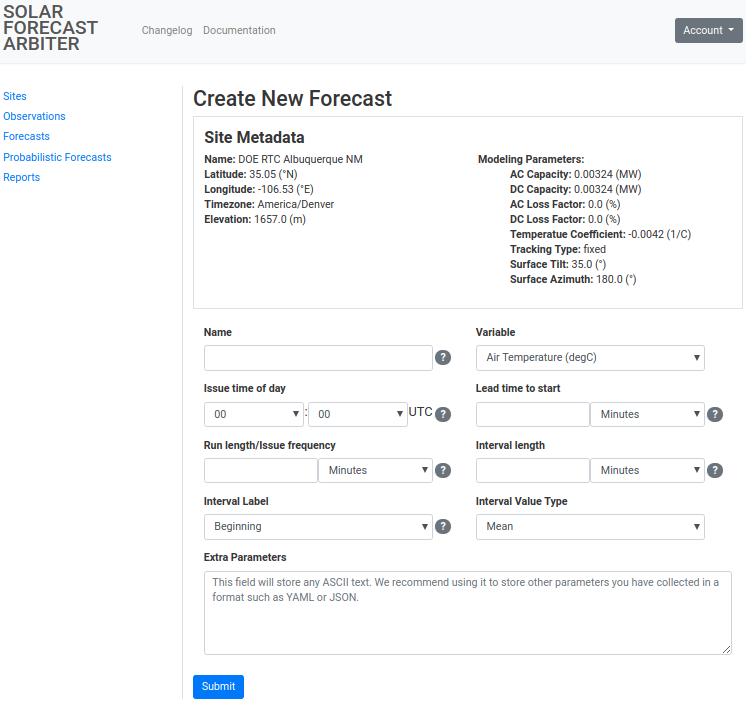 SOLAR
FORECAST
ARBITER
Changelog Documentation
Account
Sites
Observations
Forecasts
Probabilistic Forecasts
Reports
Create New Forecast
Site Metadata
Name: DOE RTC Albuquerque NM
Latitude: 35.05 (°N)
Longitude: -106.53 (°E)
Timezone: America/Denver
Elevation: 1657.0 (m)
Modeling Parameters:
AC Capacity: 0.00324 (MW)
DC Capacity: 0.00324 (MW)
AC Loss Factor: 0.0 (%)
DC Loss Factor: 0.0 (%)
Temperatue Coefficient: -0.0042 (1/C)
Tracking Type: fixed
Surface Tilt: 35.0 (°)
Surface Azimuth: 180.0 (°)
Name
?
Variable
Air Temperature (degC)
Issue time of day
00 : 00 UTC ?
Lead time to start
Minutes ?
Run length/Issue frequency
Minutes ?
Interval length
Minutes ?
Interval Label
Beginning ?
Interval Value Type
Mean
Extra Parameters
This field will store any ASCII text. We recommend using it to store other parameters you have collected in a
format such as YAML or JSON.
Submit